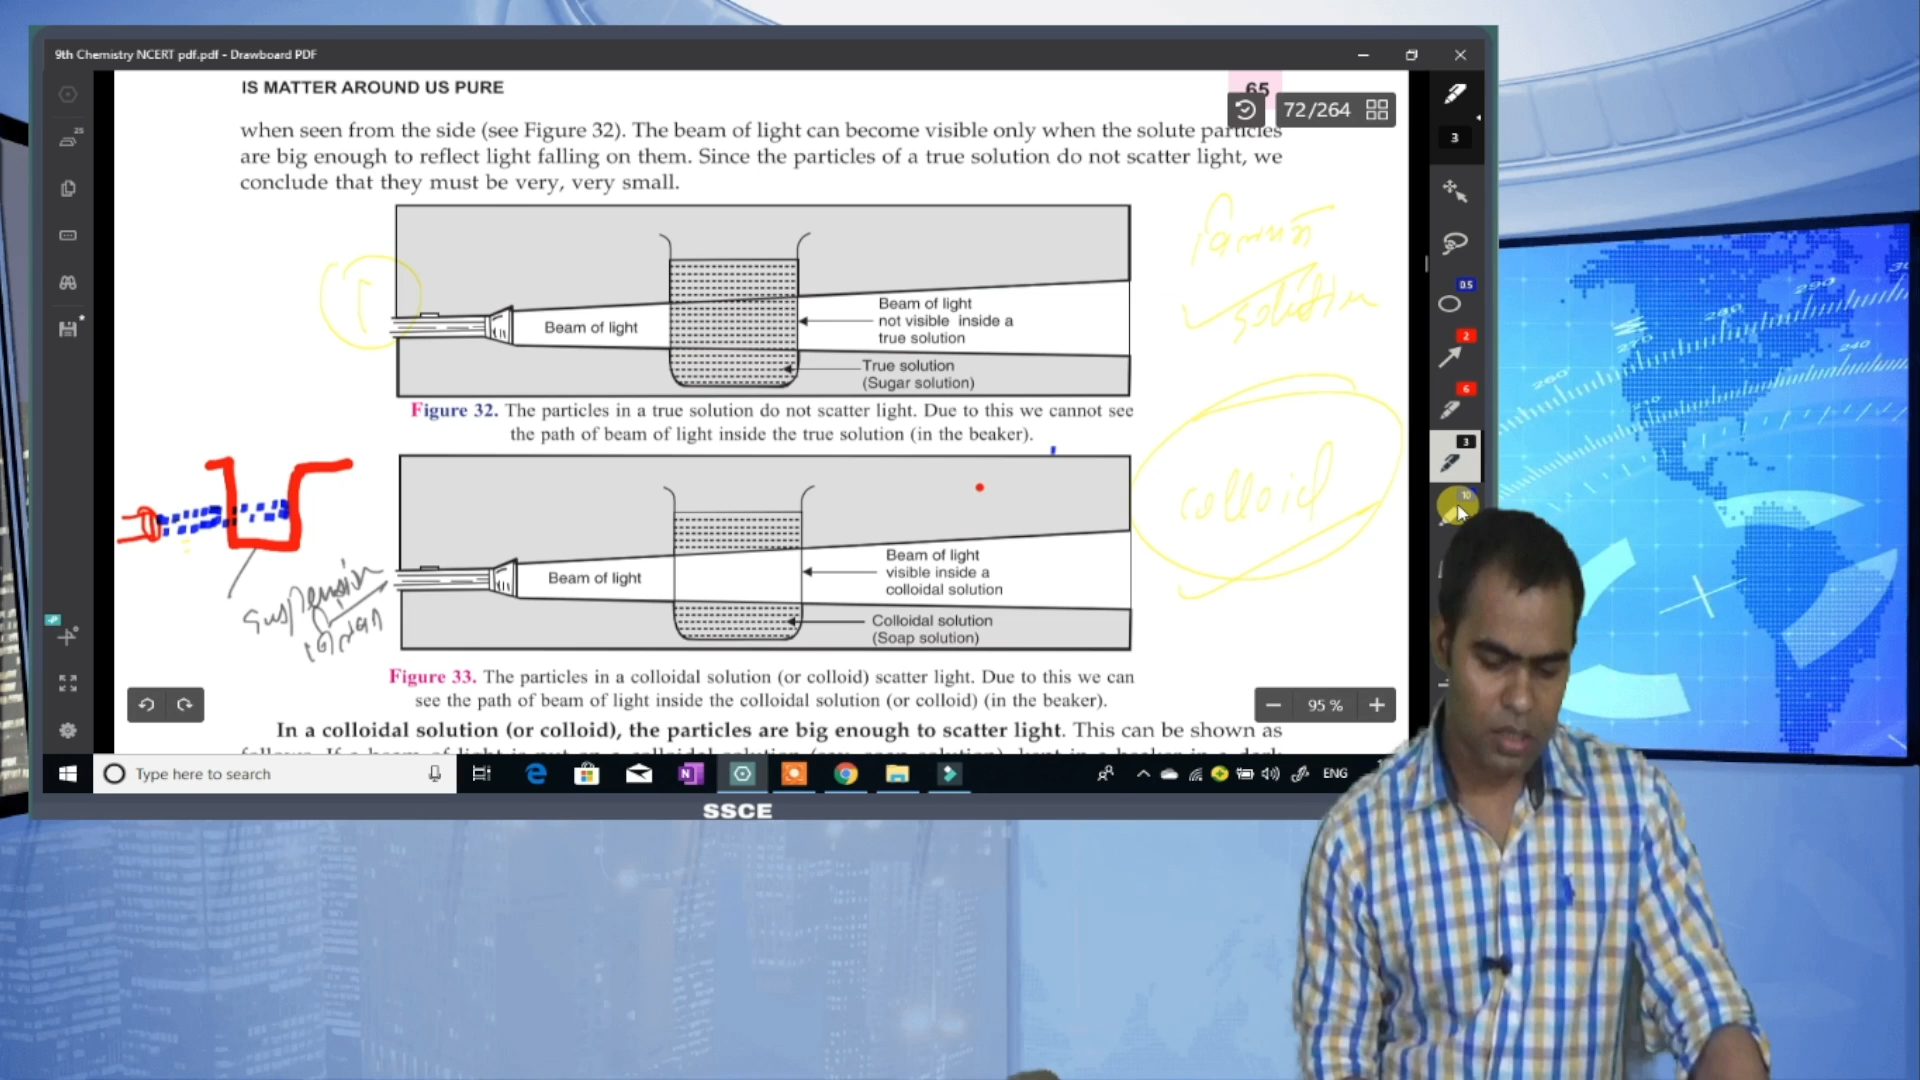 9th Chemistry NCERT pdf.pdf - Drawboard PDF
IS MATTER AROUND US PURE
65
72/264
when seen from the side (see Figure 32). The beam of light can become visible only when the solute particles
are big enough to reflect light falling on them. Since the particles of a true solution do not scatter light, we
conclude that they must be very, very small.
Beam of light
Beam of light
not visible inside a
true solution
True solution
(Sugar solution)
solution
Figure 32. The particles in a true solution do not scatter light. Due to this we cannot see
the path of beam of light inside the true solution (in the beaker).
colloid
Beam of light
Beam of light
visible inside a
colloidal solution
Colloidal solution
(Soap solution)
suspension
Figure 33. The particles in a colloidal solution (or colloid) scatter light. Due to this we can
see the path of beam of light inside the colloidal solution (or colloid) (in the beaker).
In a colloidal solution (or colloid), the particles are big enough to scatter light. This can be shown as
95 %
25
3
0.5
2
6
3
10
Type here to search
ENG
SSCE